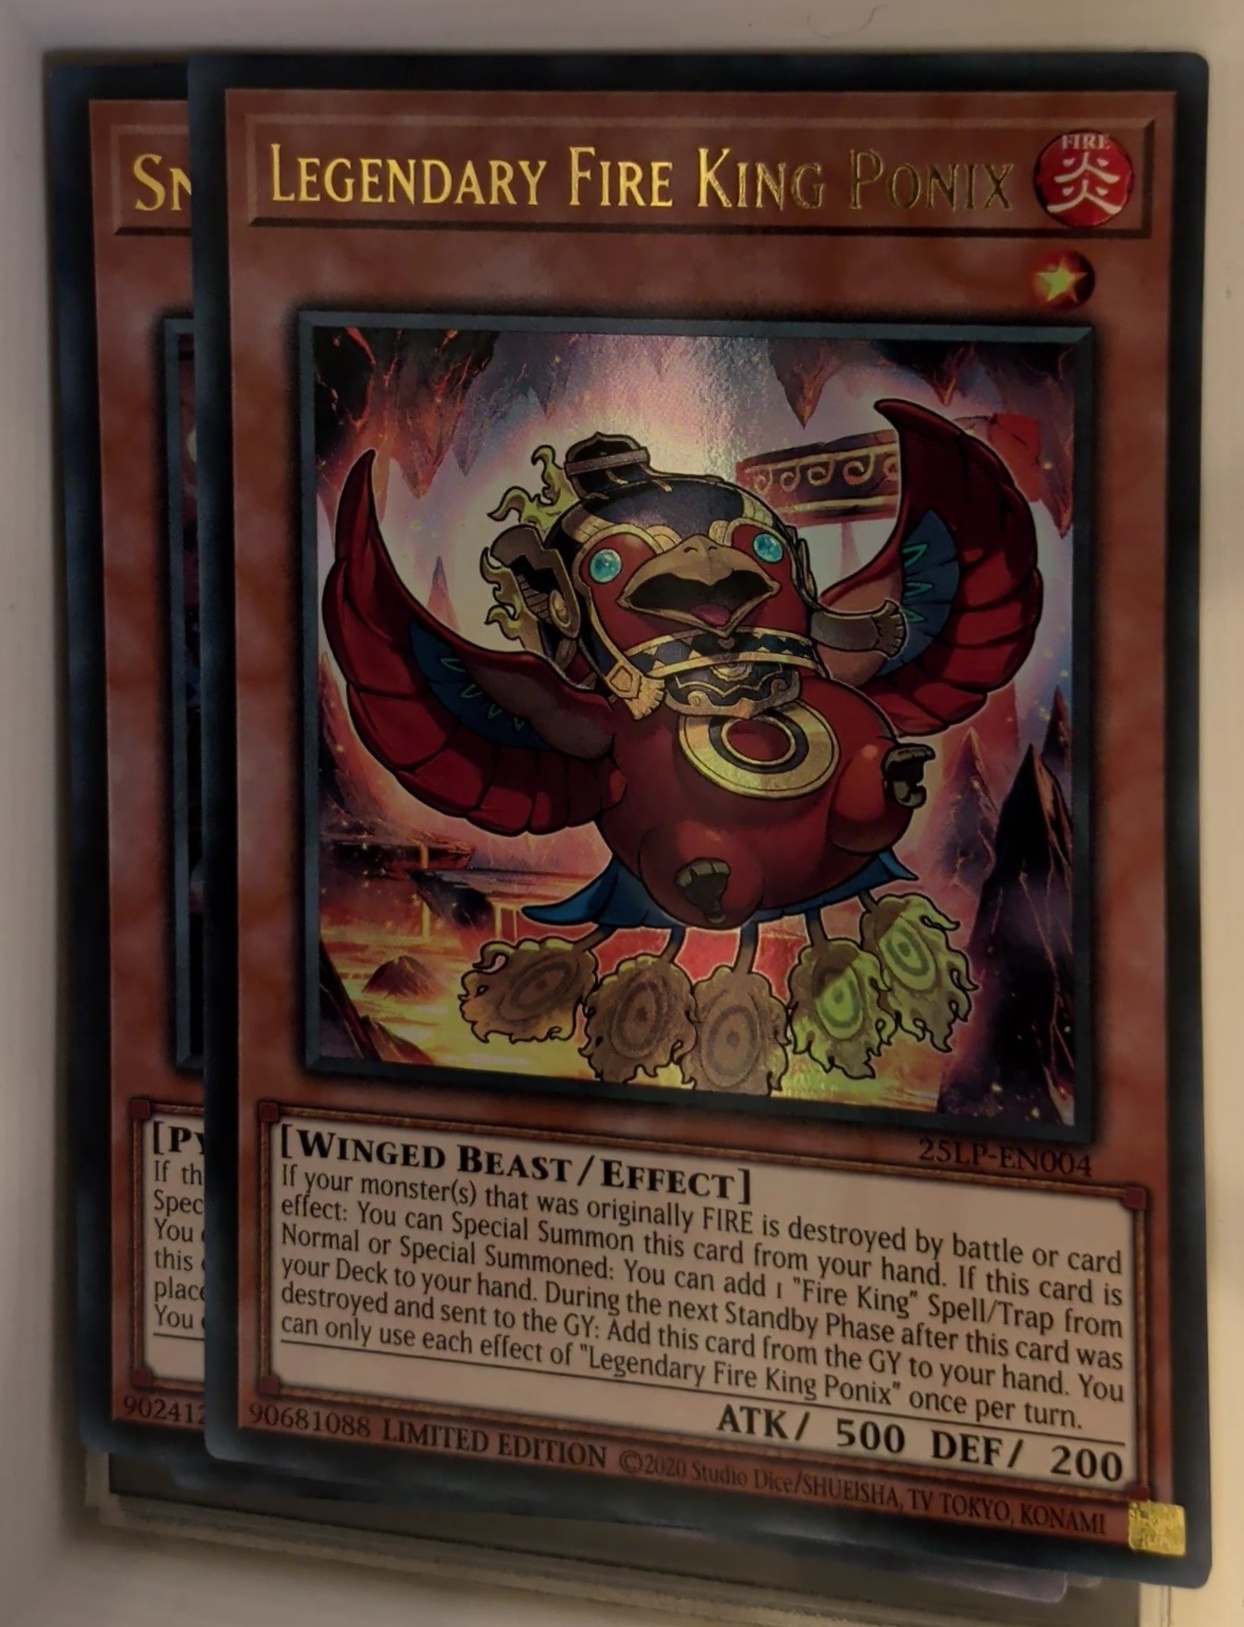 Sn
Legendary Fire King Ponix
FIRE
炎
25LP-EN004
[Py
If th
Spec
You
this
place
You
[Winged Beast/Effect]
If your monster(s) that was originally FIRE is destroyed by battle or card
effect: You can Special Summon this card from your hand. If this card is
Normal or Special Summoned: You can add 1 "Fire King" Spell/Trap from
your Deck to your hand. During the next Standby Phase after this card was
destroyed and sent to the GY: Add this card from the GY to your hand. You
can only use each effect of "Legendary Fire King Ponix" once per turn.
ATK/ 500 DEF/ 200
902412
90681088 LIMITED EDITION ©2020 Studio Dice/SHUEISHA, TV TOKYO, KONAMI